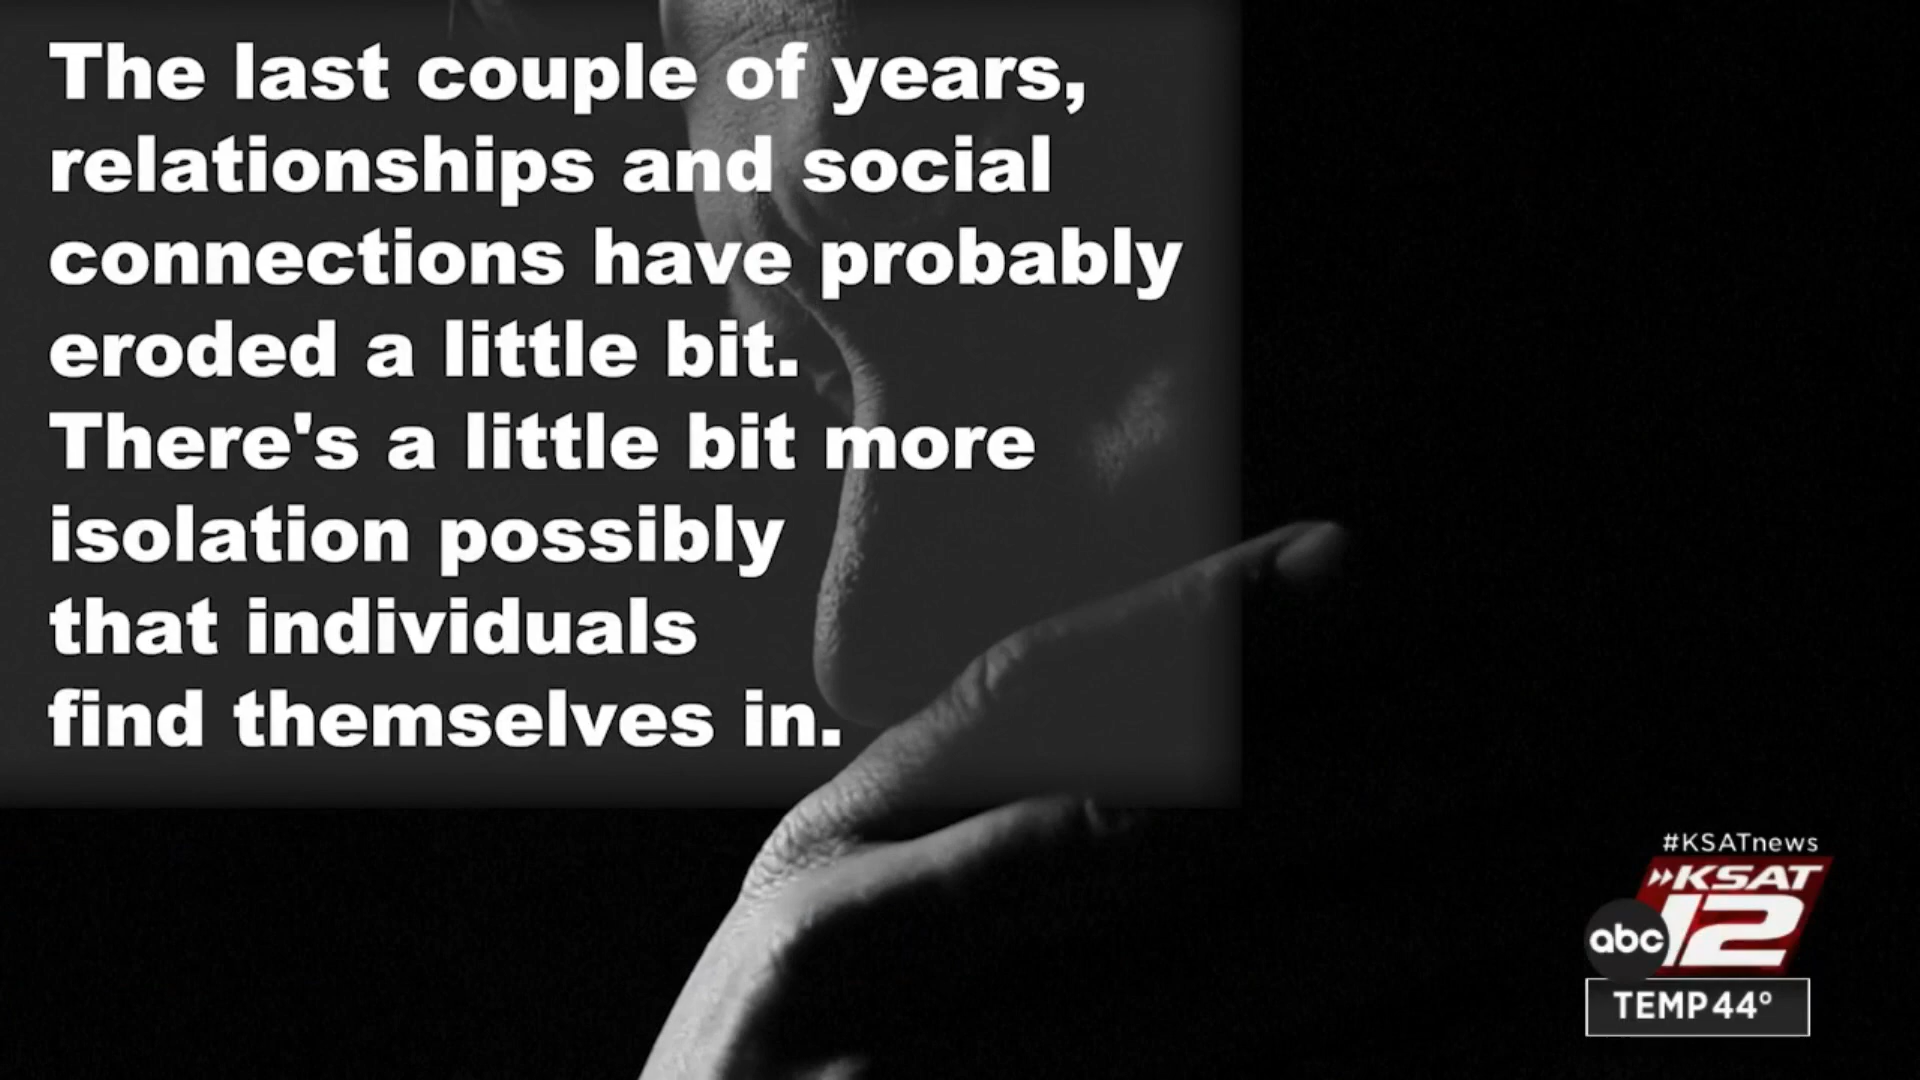 The last couple of years,
relationships and social
connections have probably
eroded a little bit.
There's a little bit more
isolation possibly
that individuals
find themselves in.
#KSATnews
KSAT
12
abc
TEMP 44°